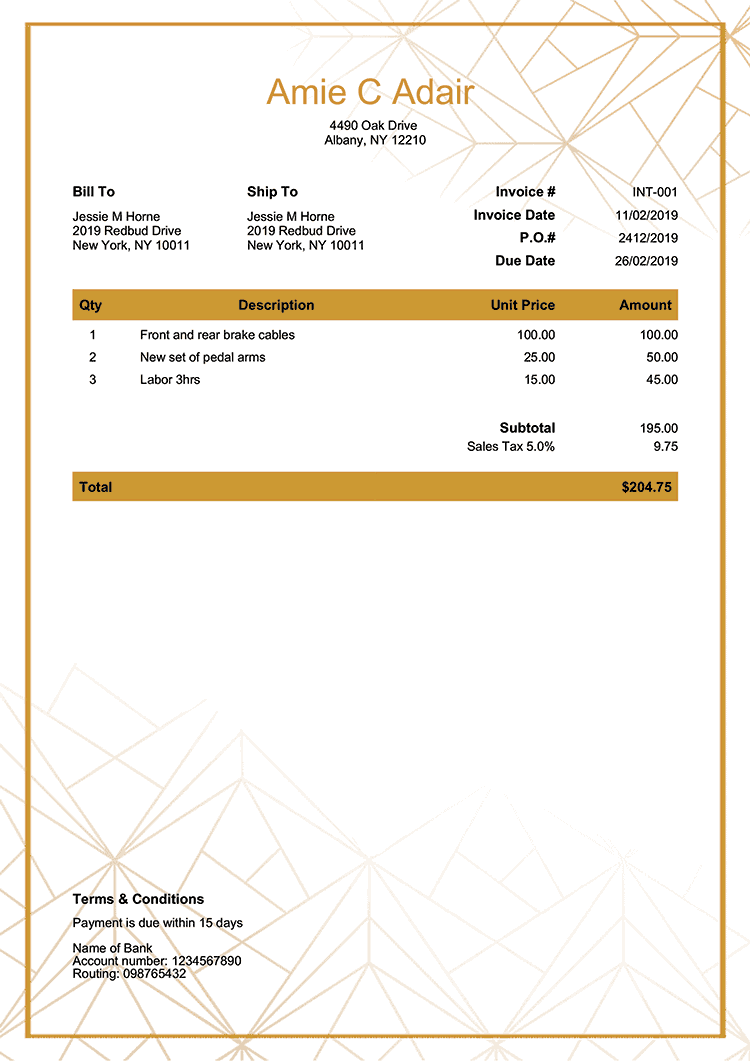 Amie C Adair
4490 Oak Drive
Albany, NY 12210
Bill To
Jessie M Horne
2019 Redbud Drive
New York, NY 10011
Ship To
Jessie M Horne
2019 Redbud Drive
New York, NY 10011
Invoice # INT-001
Invoice Date 11/02/2019
P.O.# 2412/2019
Due Date 26/02/2019
Qty Description Unit Price Amount
1 Front and rear brake cables 100.00 100.00
2 New set of pedal arms 25.00 50.00
3 Labor 3hrs 15.00 45.00
Subtotal 195.00
Sales Tax 5.0% 9.75
Total $204.75
Terms & Conditions
Payment is due within 15 days
Name of Bank
Account number: 1234567890
Routing: 098765432